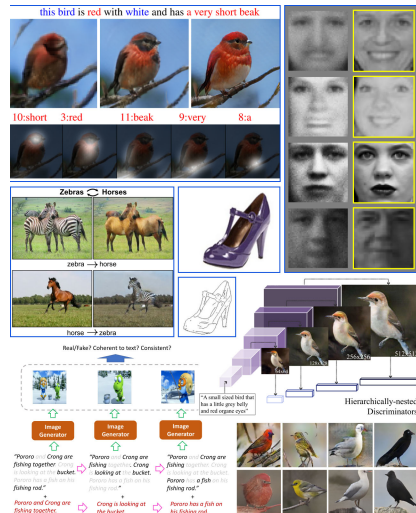 this bird is red with white and has a very short beak
10:short 3:red 11:beak 9:very 8:a
Zebras Horses
zebra → horse
horse → zebra
Real/Fake? Coherent to text? Consistent?
Image Generator
Image Generator
Image Generator
"Pororo and Crong are fishing together. Crong is looking at the bucket. Pororo has a fish on his fishing rod."
"Pororo and Crong are fishing together. Crong is looking at the bucket. Pororo has a fish on his fishing rod."
"Pororo and Crong are fishing together. Crong is looking at the bucket. Pororo has a fish on his fishing rod."
+
+
+
Pororo and Crong are fishing together.
Crong is looking at the bucket.
Pororo has a fish on his fishing rod.
64x64
256x256
"A small sized bird that has a little grey belly and red organe eyes"
Hierarchically-nested
Discriminators